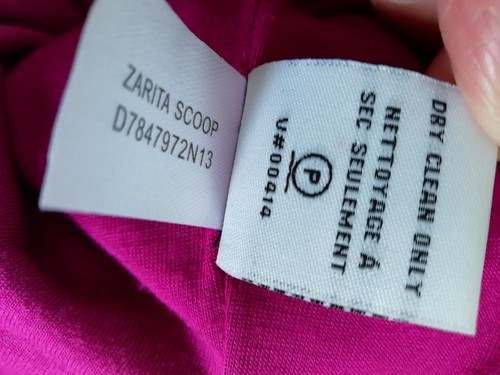 ZARITA SCOOP
D7847972N13
DRY CLEAN ONLY
NETTOYAGE À
SEC SEULEMENT
P
V#00414